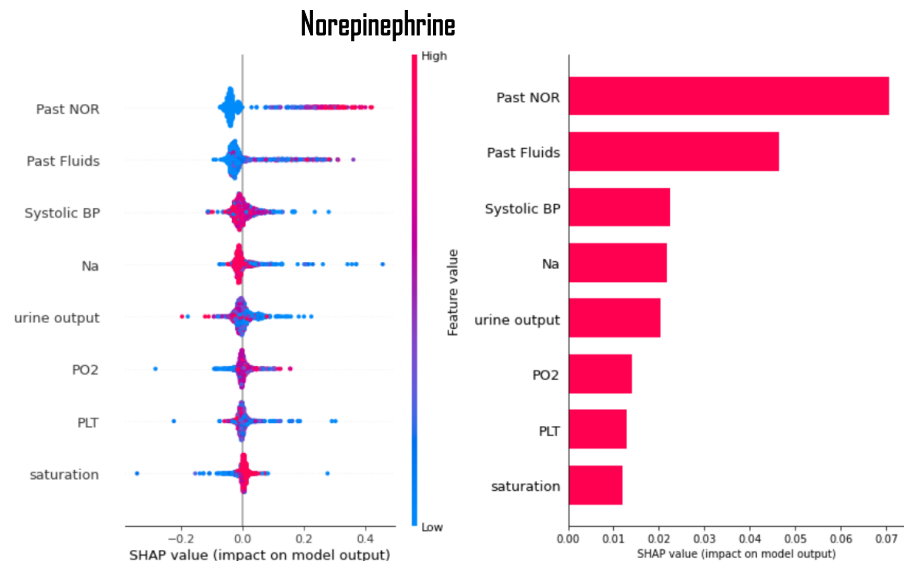 Norepinephrine
High
Past NOR
Past Fluids
Systolic BP
Na
urine output
PO2
PLT
saturation
Low
Feature value
−0.2 0.0 0.2 0.4
SHAP value (impact on model output)
Past NOR
Past Fluids
Systolic BP
Na
urine output
PO2
PLT
saturation
0.00 0.01 0.02 0.03 0.04 0.05 0.06 0.07
SHAP value (impact on model output)